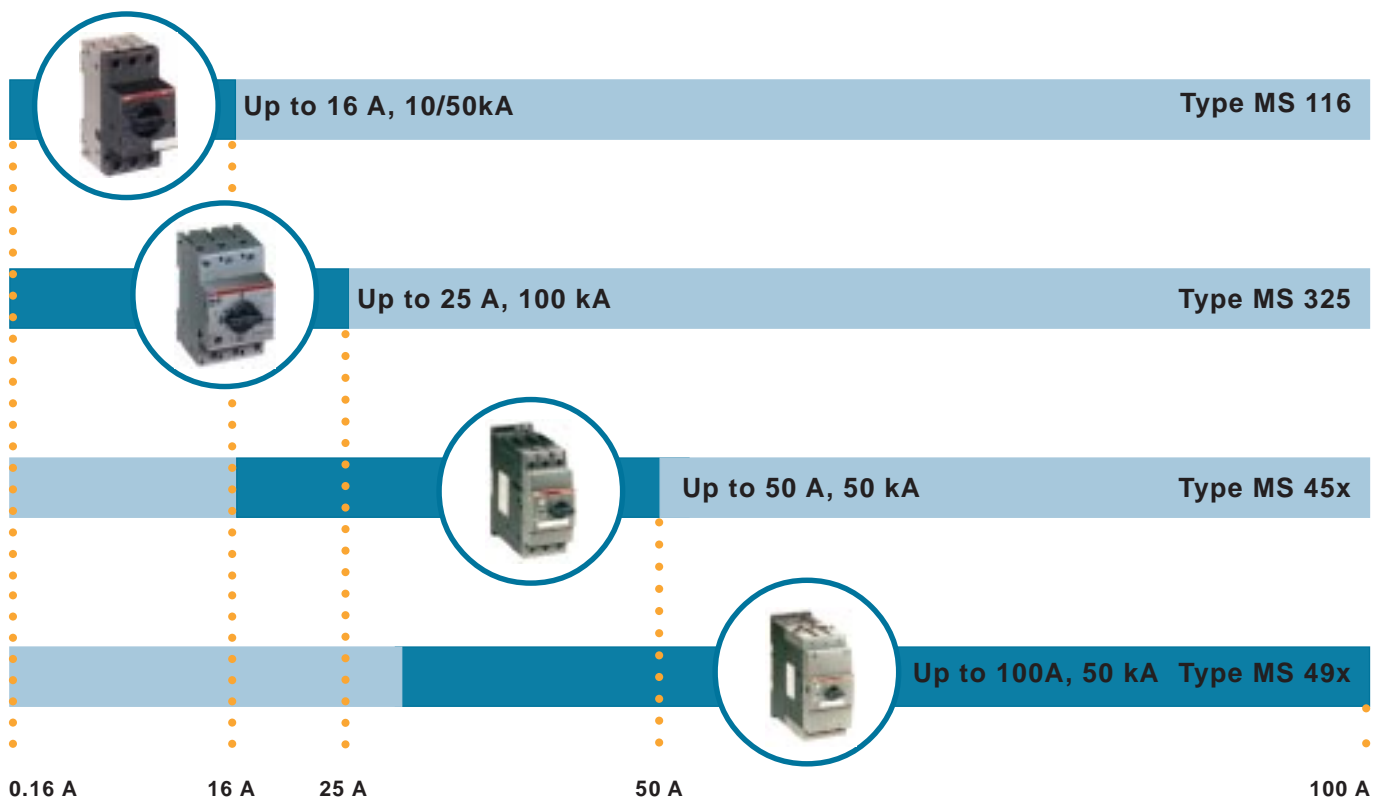 Up to 16 A, 10/50kA Type MS 116
Up to 25 A, 100 kA Type MS 325
Up to 50 A, 50 kA Type MS 45x
Up to 100A, 50 kA Type MS 49x
0.16 A 16 A 25 A 50 A 100 A